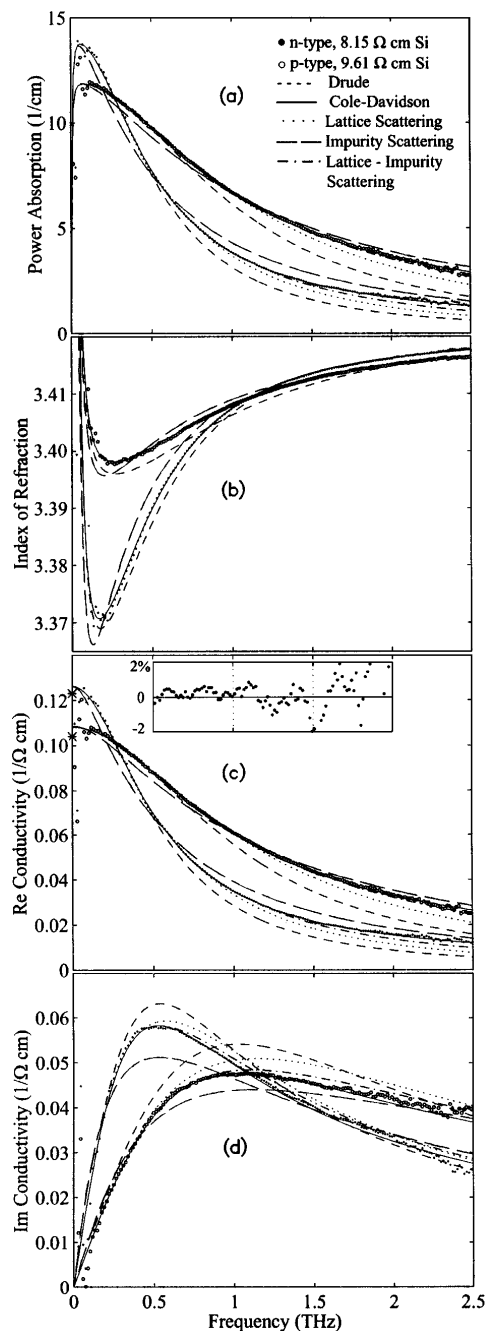 15
10
5
0
Power Absorption (1/cm)
(a)
n-type, 8.15 Ω cm Si
p-type, 9.61 Ω cm Si
Drude
Cole-Davidson
Lattice Scattering
Impurity Scattering
Lattice - Impurity
Scattering
3.41
3.40
3.39
3.38
3.37
Index of Refraction
(b)
0.12
0.10
0.08
0.06
0.04
0.02
0
Re Conductivity (1/Ω cm)
2%
0
-2
(c)
0.06
0.05
0.04
0.03
0.02
0.01
0.00
Im Conductivity (1/Ω cm)
(d)
0 0.5 1 1.5 2 2.5
Frequency (THz)